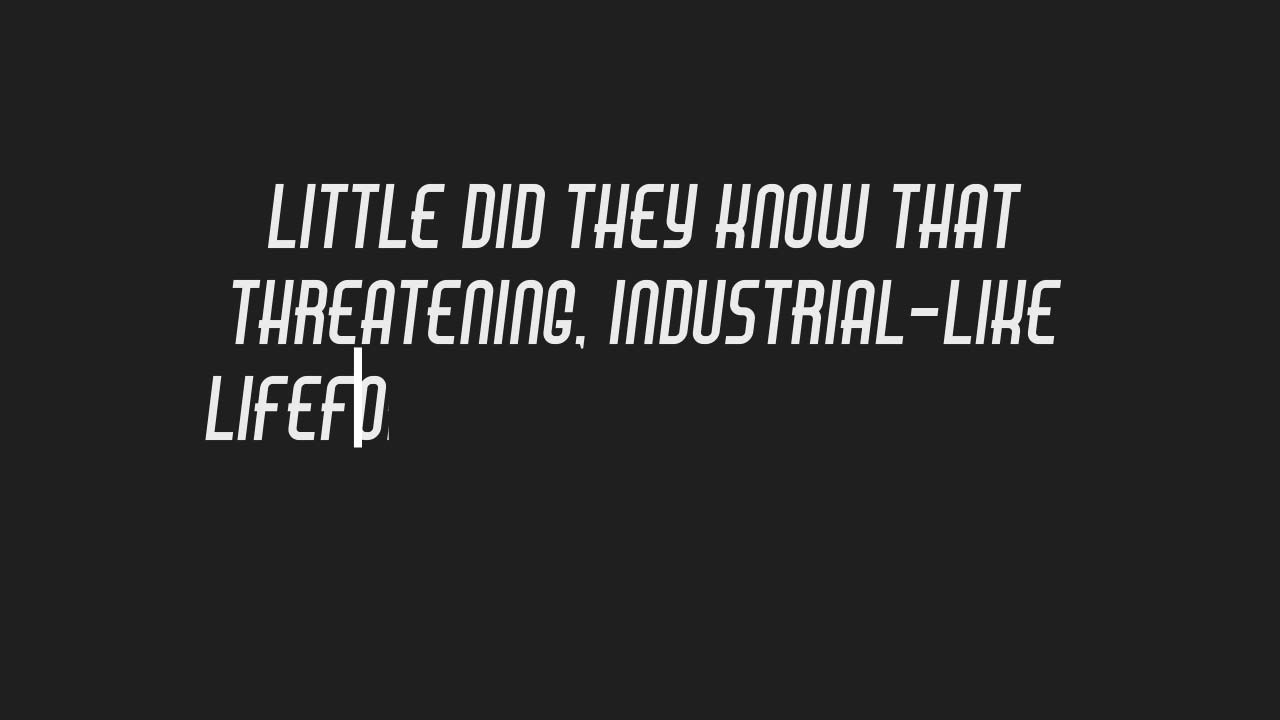 LITTLE DID THEY KNOW THAT
THREATENING, INDUSTRIAL-LIKE
LIFEFO